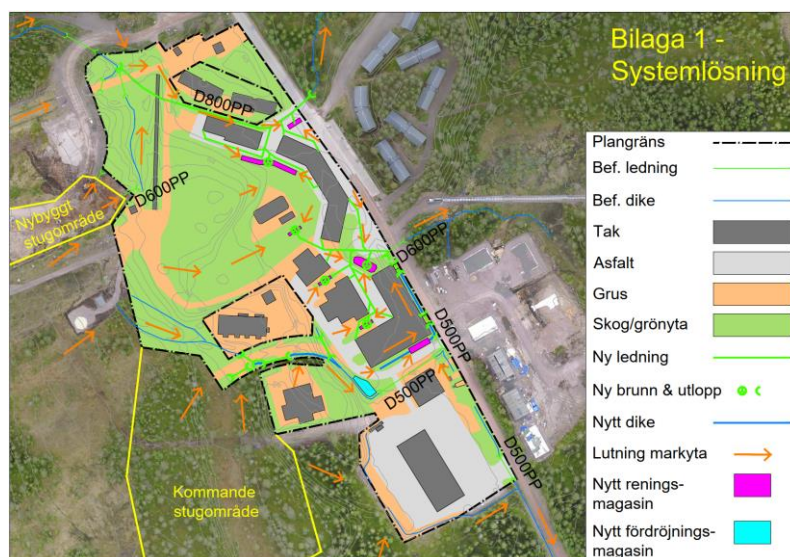 Bilaga 1 -
Systemlösning
D800PP
D600PP
Nybyggt
stugområde
D600PP
D500PP
D500PP
D500PP
Kommande
stugområde
Plangräns
Bef. ledning
Bef. dike
Tak
Asfalt
Grus
Skog/grönyta
Ny ledning
Ny brunn & utlopp
Nytt dike
Lutning markyta
Nytt renings-
magasin
Nytt fördröjnings-
magasin